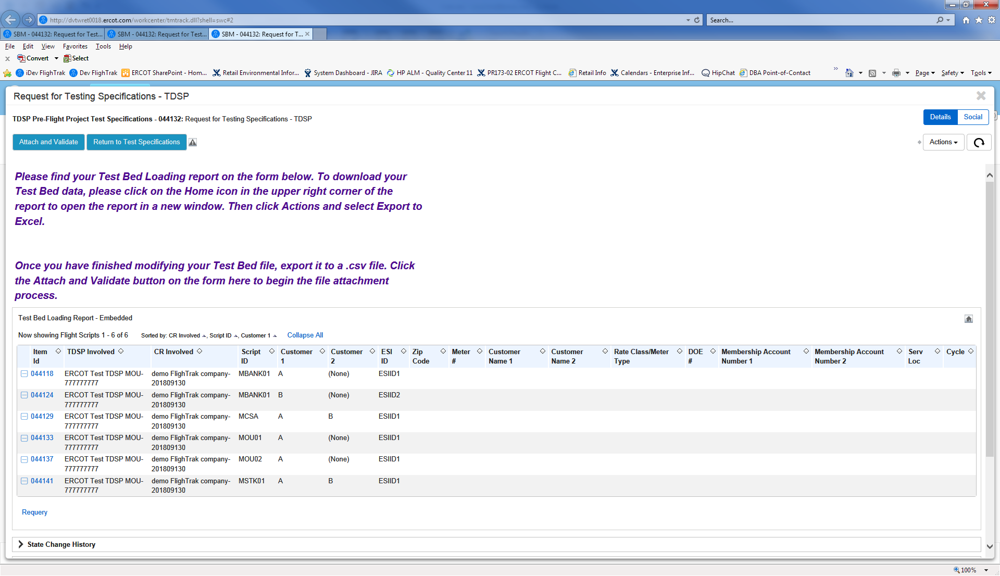 http://dvtwret0018.ercot.com/workcenter/tmtrack.dll?shell=swc#2
Search...
SBM - 044132: Request for Test...
SBM - 044132: Request for Test...
SBM - 044132: Request for T...
File Edit View Favorites Tools Help
x Convert Select
iDev FlighTrak Dev FlighTrak ERCOT SharePoint - Hom... Retail Environmental Infor... System Dashboard - JIRA HP ALM - Quality Center 11 PR173-02 ERCOT Flight C... Retail Info Calendars - Enterprise Inf... HipChat DBA Point-of-Contact » Page Safety Tools
Request for Testing Specifications - TDSP
TDSP Pre-Flight Project Test Specifications - 044132: Request for Testing Specifications - TDSP
Details Social
Attach and Validate Return to Test Specifications
Actions
Please find your Test Bed Loading report on the form below. To download your
Test Bed data, please click on the Home icon in the upper right corner of the
report to open the report in a new window. Then click Actions and select Export to
Excel.
Once you have finished modifying your Test Bed file, export it to a .csv file. Click
the Attach and Validate button on the form here to begin the file attachment
process.
Test Bed Loading Report - Embedded
Now showing Flight Scripts 1 - 6 of 6 Sorted by: CR Involved , Script ID , Customer 1 Collapse All
Item Id TDSP Involved CR Involved Script ID Customer 1 Customer 2 ESI ID Zip Code Meter # Customer Name 1 Customer Name 2 Rate Class/Meter Type DOE # Membership Account Number 1 Membership Account Number 2 Serv Loc Cycle
044118 ERCOT Test TDSP MOU-777777777 demo FlighTrak company-201809130 MBANK01 A (None) ESIID1
044124 ERCOT Test TDSP MOU-777777777 demo FlighTrak company-201809130 MBANK01 B (None) ESIID2
044129 ERCOT Test TDSP MOU-777777777 demo FlighTrak company-201809130 MCSA A B ESIID1
044133 ERCOT Test TDSP MOU-777777777 demo FlighTrak company-201809130 MOU01 A (None) ESIID1
044137 ERCOT Test TDSP MOU-777777777 demo FlighTrak company-201809130 MOU02 A (None) ESIID1
044141 ERCOT Test TDSP MOU-777777777 demo FlighTrak company-201809130 MSTK01 A B ESIID1
Requery
State Change History
100%